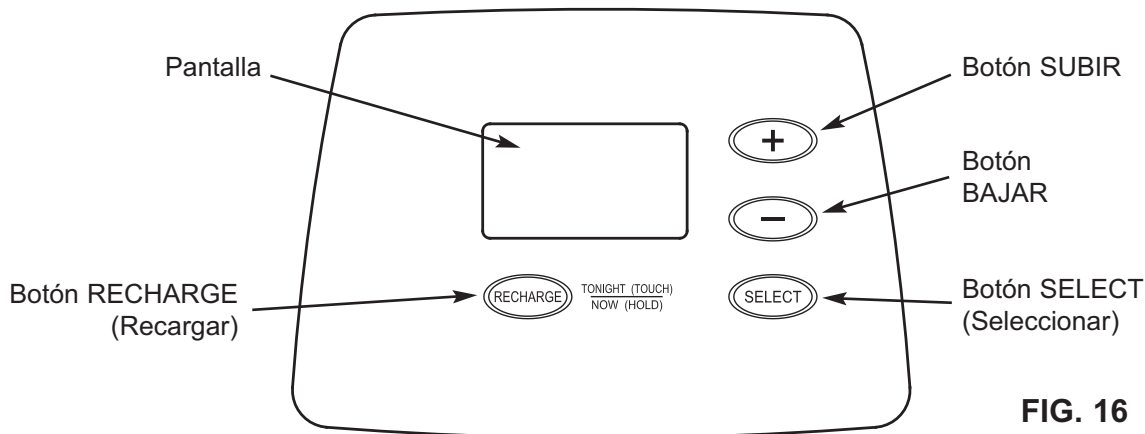 Pantalla
Botón SUBIR
+
Botón
BAJAR
−
Botón RECHARGE
(Recargar)
RECHARGE
TONIGHT (TOUCH)
NOW (HOLD)
SELECT
Botón SELECT
(Seleccionar)
FIG. 16